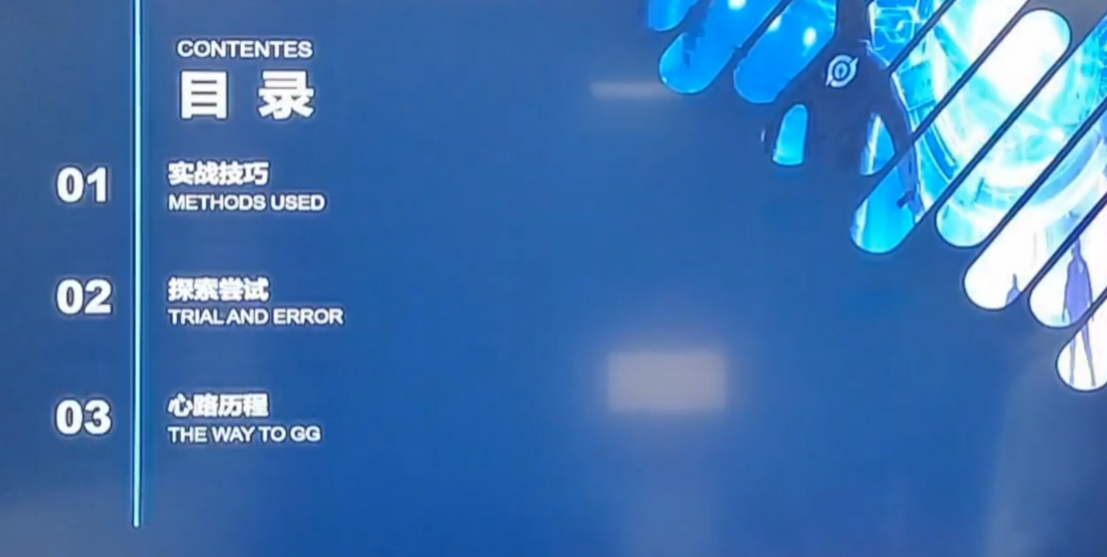 CONTENTES
目录
01
实战技巧
METHODS USED
02
探索尝试
TRIAL AND ERROR
03
心路历程
THE WAY TO GG